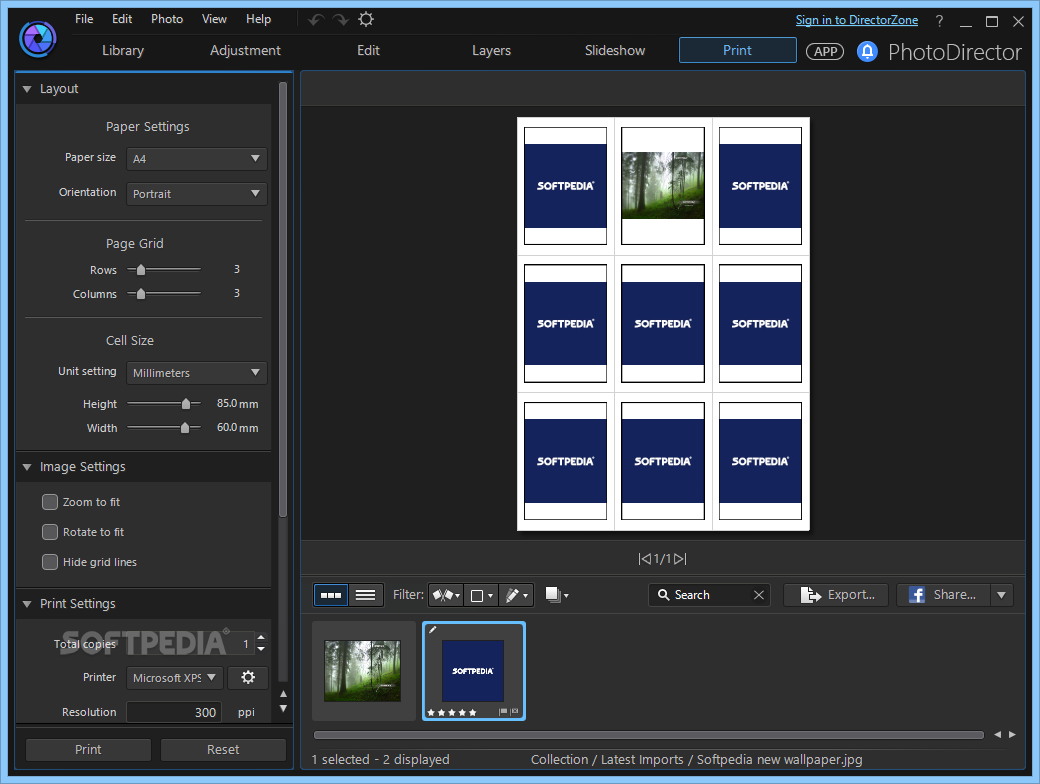 File Edit Photo View Help
Sign in to DirectorZone ?
Library Adjustment Edit Layers Slideshow Print APP PhotoDirector
Layout
Paper Settings
Paper size A4
Orientation Portrait
Page Grid
Rows 3
Columns 3
Cell Size
Unit setting Millimeters
Height 85.0 mm
Width 60.0 mm
Image Settings
Zoom to fit
Rotate to fit
Hide grid lines
Print Settings
SOFTPEDIA®
Total copies 1
Printer Microsoft XPS
Resolution 300 ppi
Print Reset
SOFTPEDIA® SOFTPEDIA®
SOFTPEDIA® SOFTPEDIA® SOFTPEDIA®
SOFTPEDIA® SOFTPEDIA® SOFTPEDIA®
1/1
Filter: Search Export... Share...
SOFTPEDIA®
1 selected - 2 displayed Collection / Latest Imports / Softpedia new wallpaper.jpg